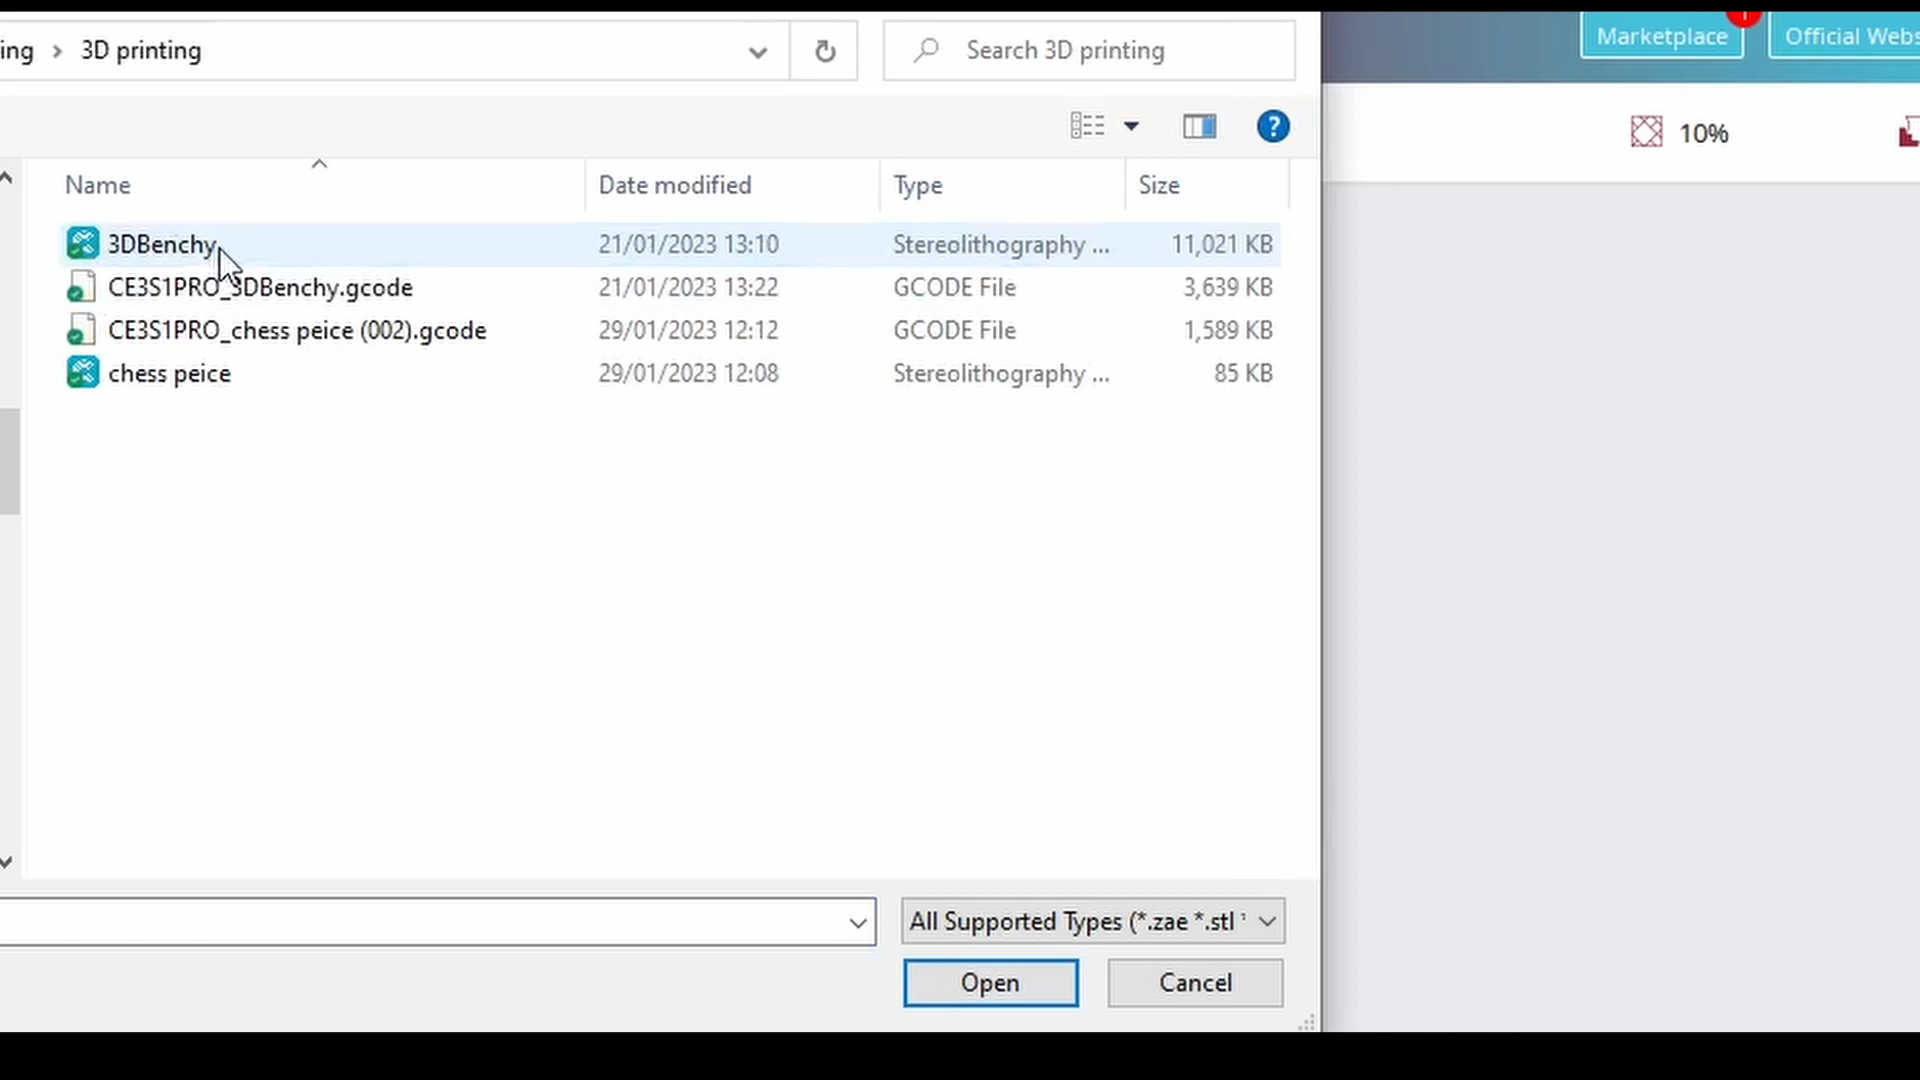 ing > 3D printing
Search 3D printing
Marketplace
Official Webs
10%
Name Date modified Type Size
3DBenchy 21/01/2023 13:10 Stereolithography ... 11,021 KB
CE3S1PRO_3DBenchy.gcode 21/01/2023 13:22 GCODE File 3,639 KB
CE3S1PRO_chess peice (002).gcode 29/01/2023 12:12 GCODE File 1,589 KB
chess peice 29/01/2023 12:08 Stereolithography ... 85 KB
All Supported Types (*.zae *.stl
Open Cancel